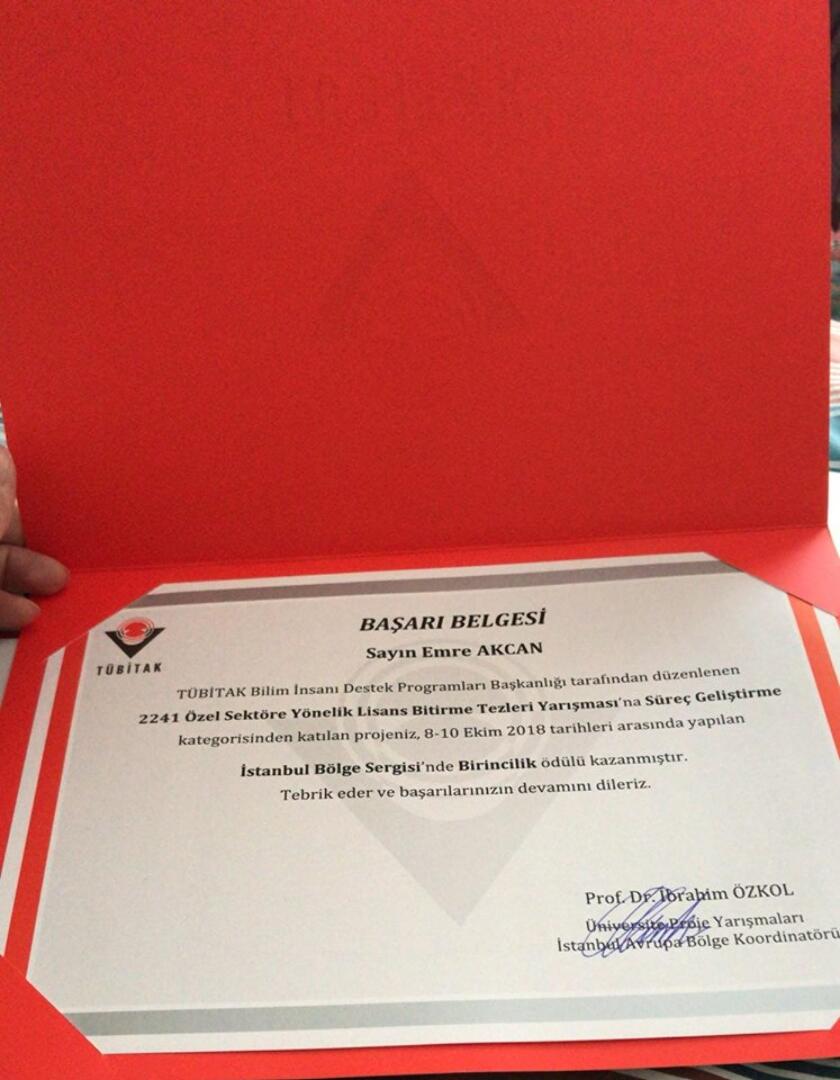 TÜBİTAK
BAŞARI BELGESİ
Sayın Emre AKCAN
TÜBİTAK Bilim İnsanı Destek Programları Başkanlığı tarafından düzenlenen
2241 Özel Sektöre Yönelik Lisans Bitirme Tezleri Yarışması'na Süreç Geliştirme
kategorisinden katılan projeniz, 8-10 Ekim 2018 tarihleri arasında yapılan
İstanbul Bölge Sergisi'nde Birincilik ödülü kazanmıştır.
Tebrik eder ve başarılarınızın devamını dileriz.
Prof. Dr. İbrahim ÖZKOL
Üniversite Proje Yarışmaları
İstanbul Avrupa Bölge Koordinatörü